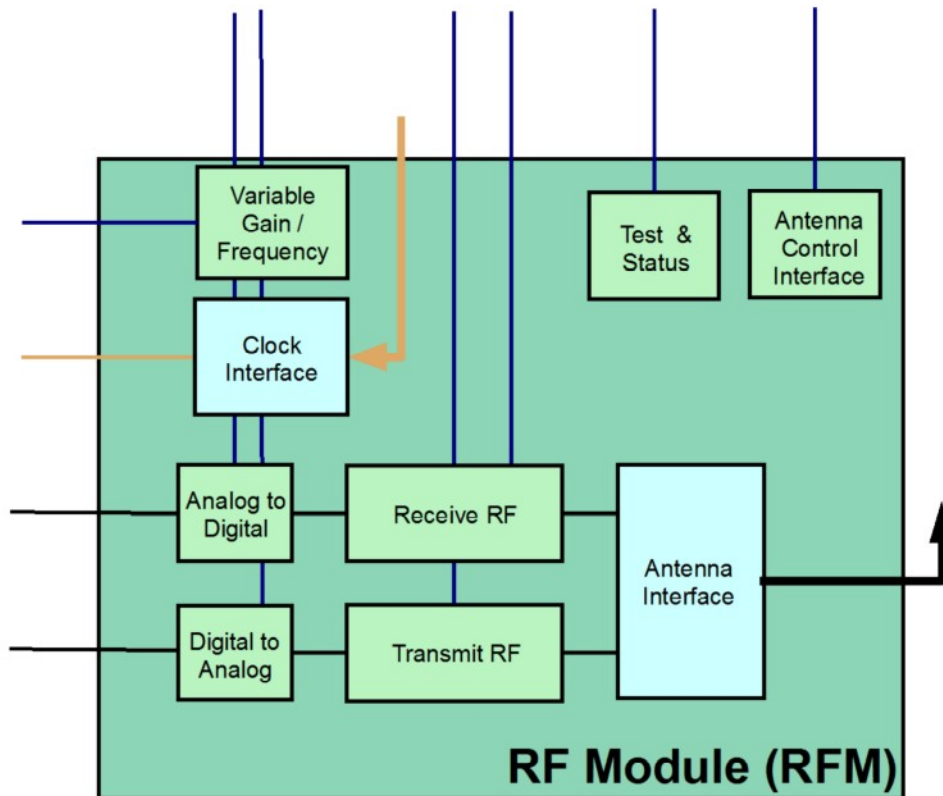 Variable
Gain /
Frequency
Test &
Status
Antenna
Control
Interface
Clock
Interface
Analog to
Digital
Receive RF
Antenna
Interface
Digital to
Analog
Transmit RF
RF Module (RFM)